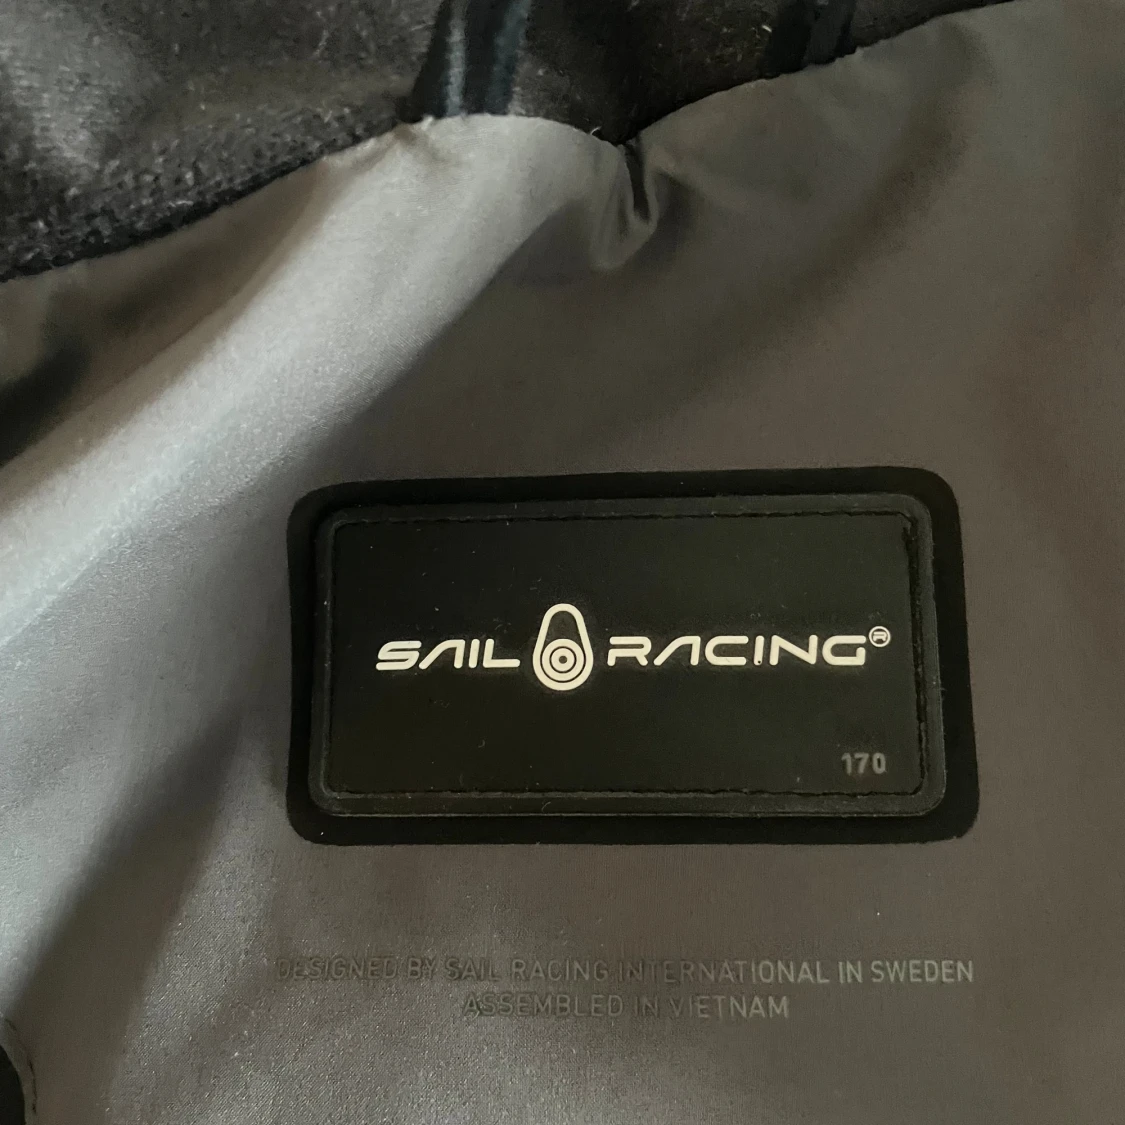 SAIL RACING®
170
DESIGNED BY SAIL RACING INTERNATIONAL IN SWEDEN
ASSEMBLED IN VIETNAM